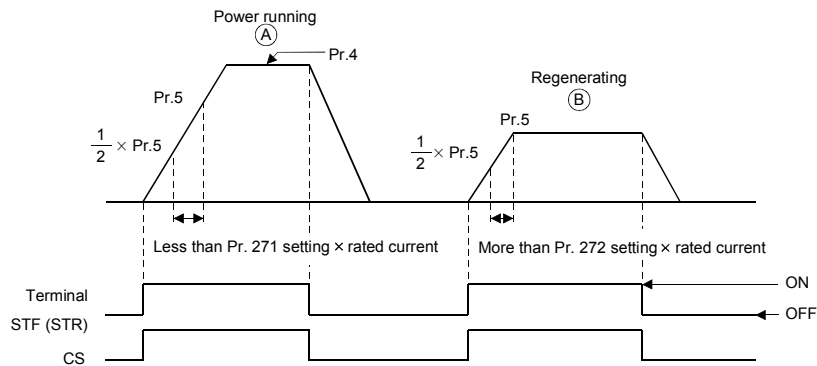 Power running
A
Pr.4
Regenerating
B
Pr.5
Pr.5
1/2 × Pr.5
1/2 × Pr.5
Less than Pr. 271 setting × rated current
More than Pr. 272 setting × rated current
Terminal
ON
STF (STR)
OFF
CS